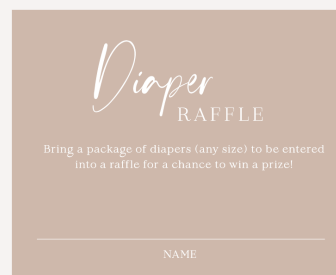 Diaper
RAFFLE
Bring a package of diapers (any size) to be entered
into a raffle for a chance to win a prize!
NAME